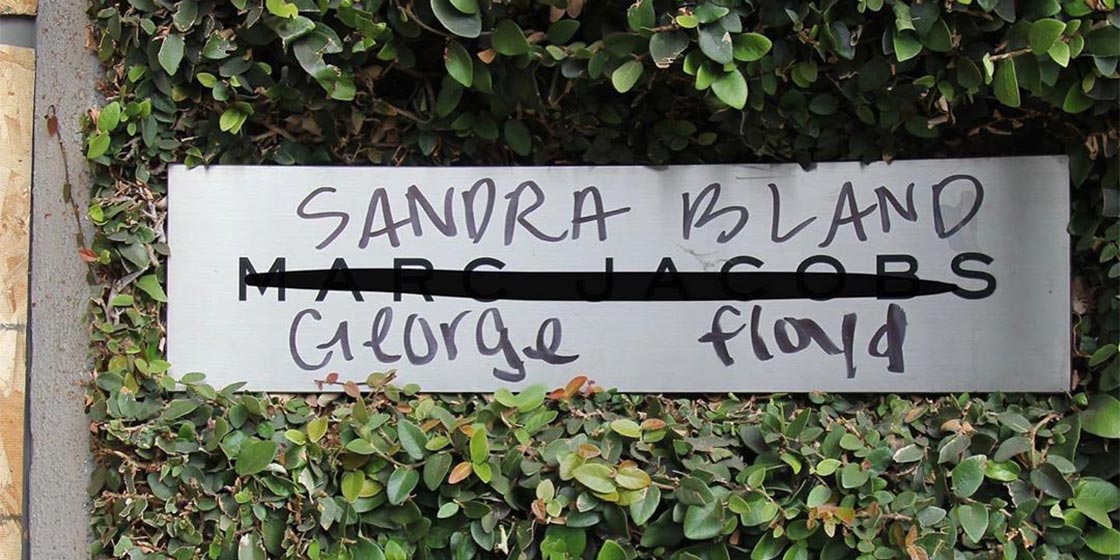 SANDRA BLAND
MARC JACOBS
George floyd